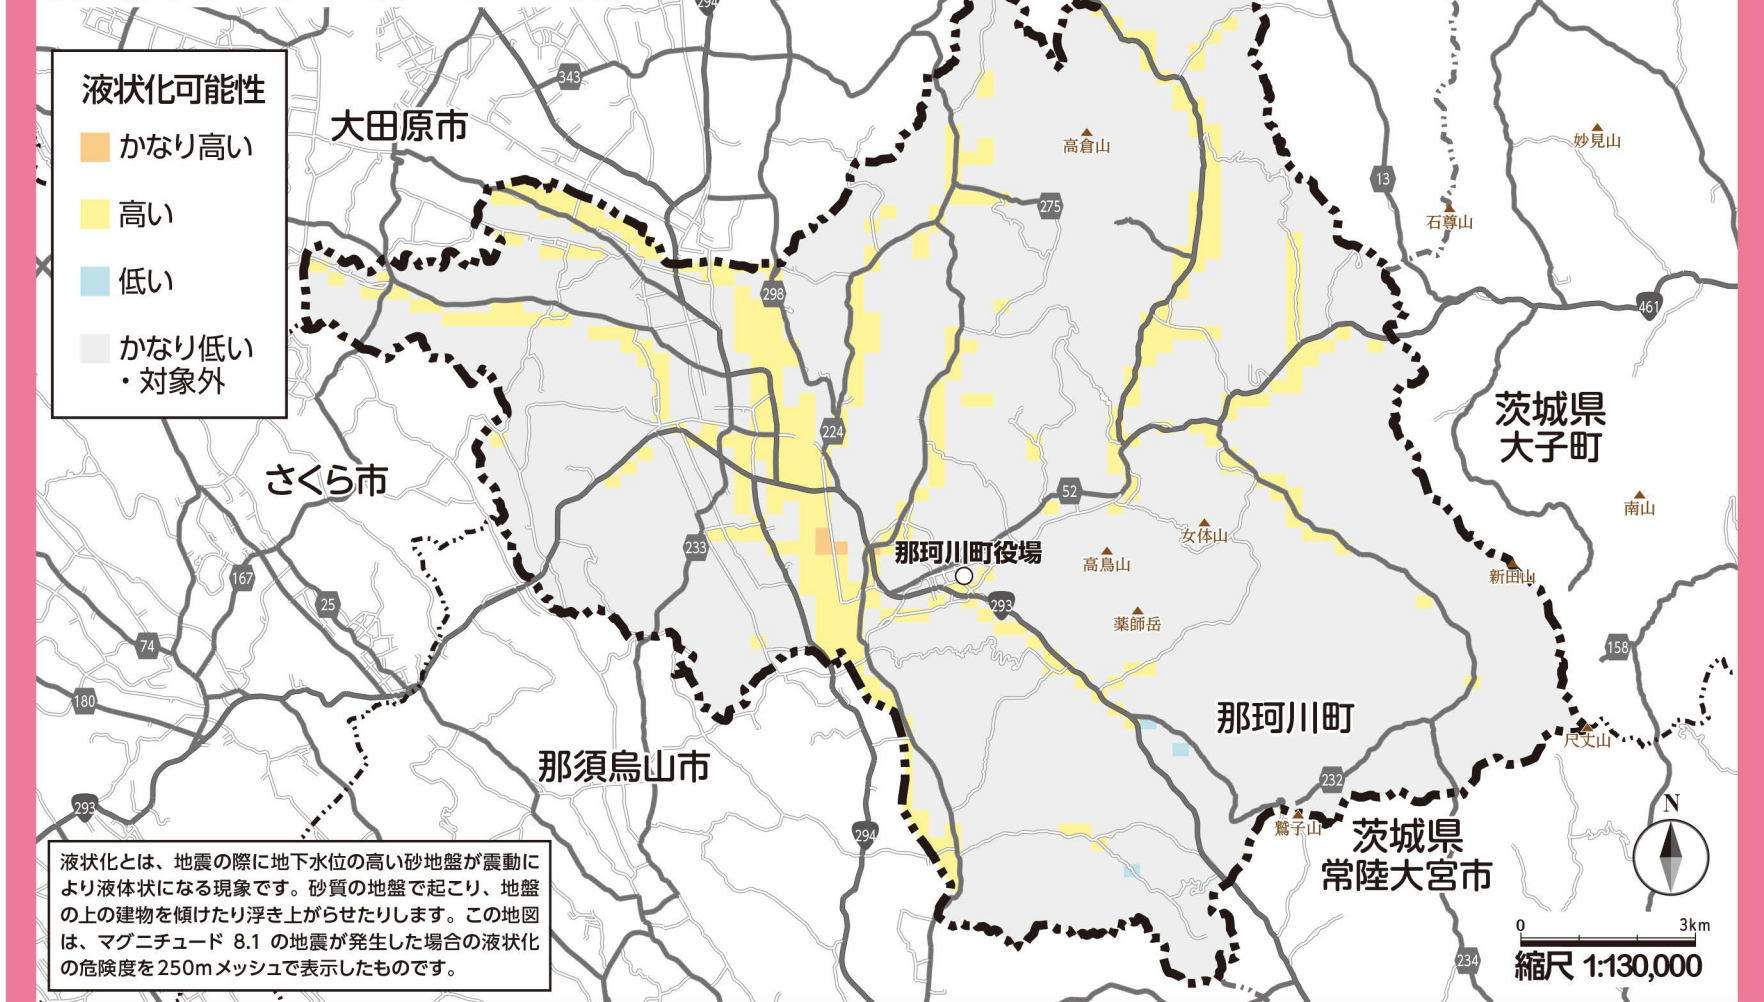 294
343
液状化可能性
かなり高い
高い
低い
かなり低い
・対象外
大田原市
高倉山
妙見山
13
275
石尊山
298
461
茨城県
大子町
224
さくら市
52
南山
女体山
233
那珂川町役場
高鳥山
新田山
167
25
293
薬師岳
74
158
180
那珂川町
尺丈山
那須烏山市
232
293
鷲子山
294
茨城県
常陸大宮市
N
液状化とは、地震の際に地下水位の高い砂地盤が震動に
より液体状になる現象です。砂質の地盤で起こり、地盤
の上の建物を傾けたり浮き上がらせたりします。この地図
は、マグニチュード 8.1 の地震が発生した場合の液状化
の危険度を250mメッシュで表示したものです。
0 3km
縮尺 1:130,000
234